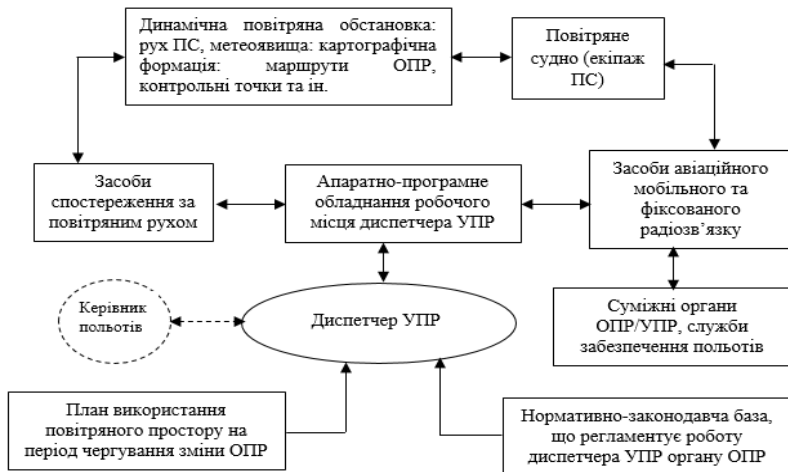 Динамічна повітряна обстановка:
рух ПС, метеоявища: картографічна
формація: маршрути ОПР,
контрольні точки та ін.
Повітряне
судно (екіпаж
ПС)
Засоби
спостереження за
повітряним рухом
Апаратно-програмне
обладнання робочого
місця диспетчера УПР
Засоби авіаційного
мобільного та
фіксованого
радіозв’язку
Керівник
польотів
Диспетчер УПР
Суміжні органи
ОПР/УПР, служби
забезпечення польотів
План використання
повітряного простору на
період чергування зміни ОПР
Нормативно-законодавча база,
що регламентує роботу
диспетчера УПР органу ОПР